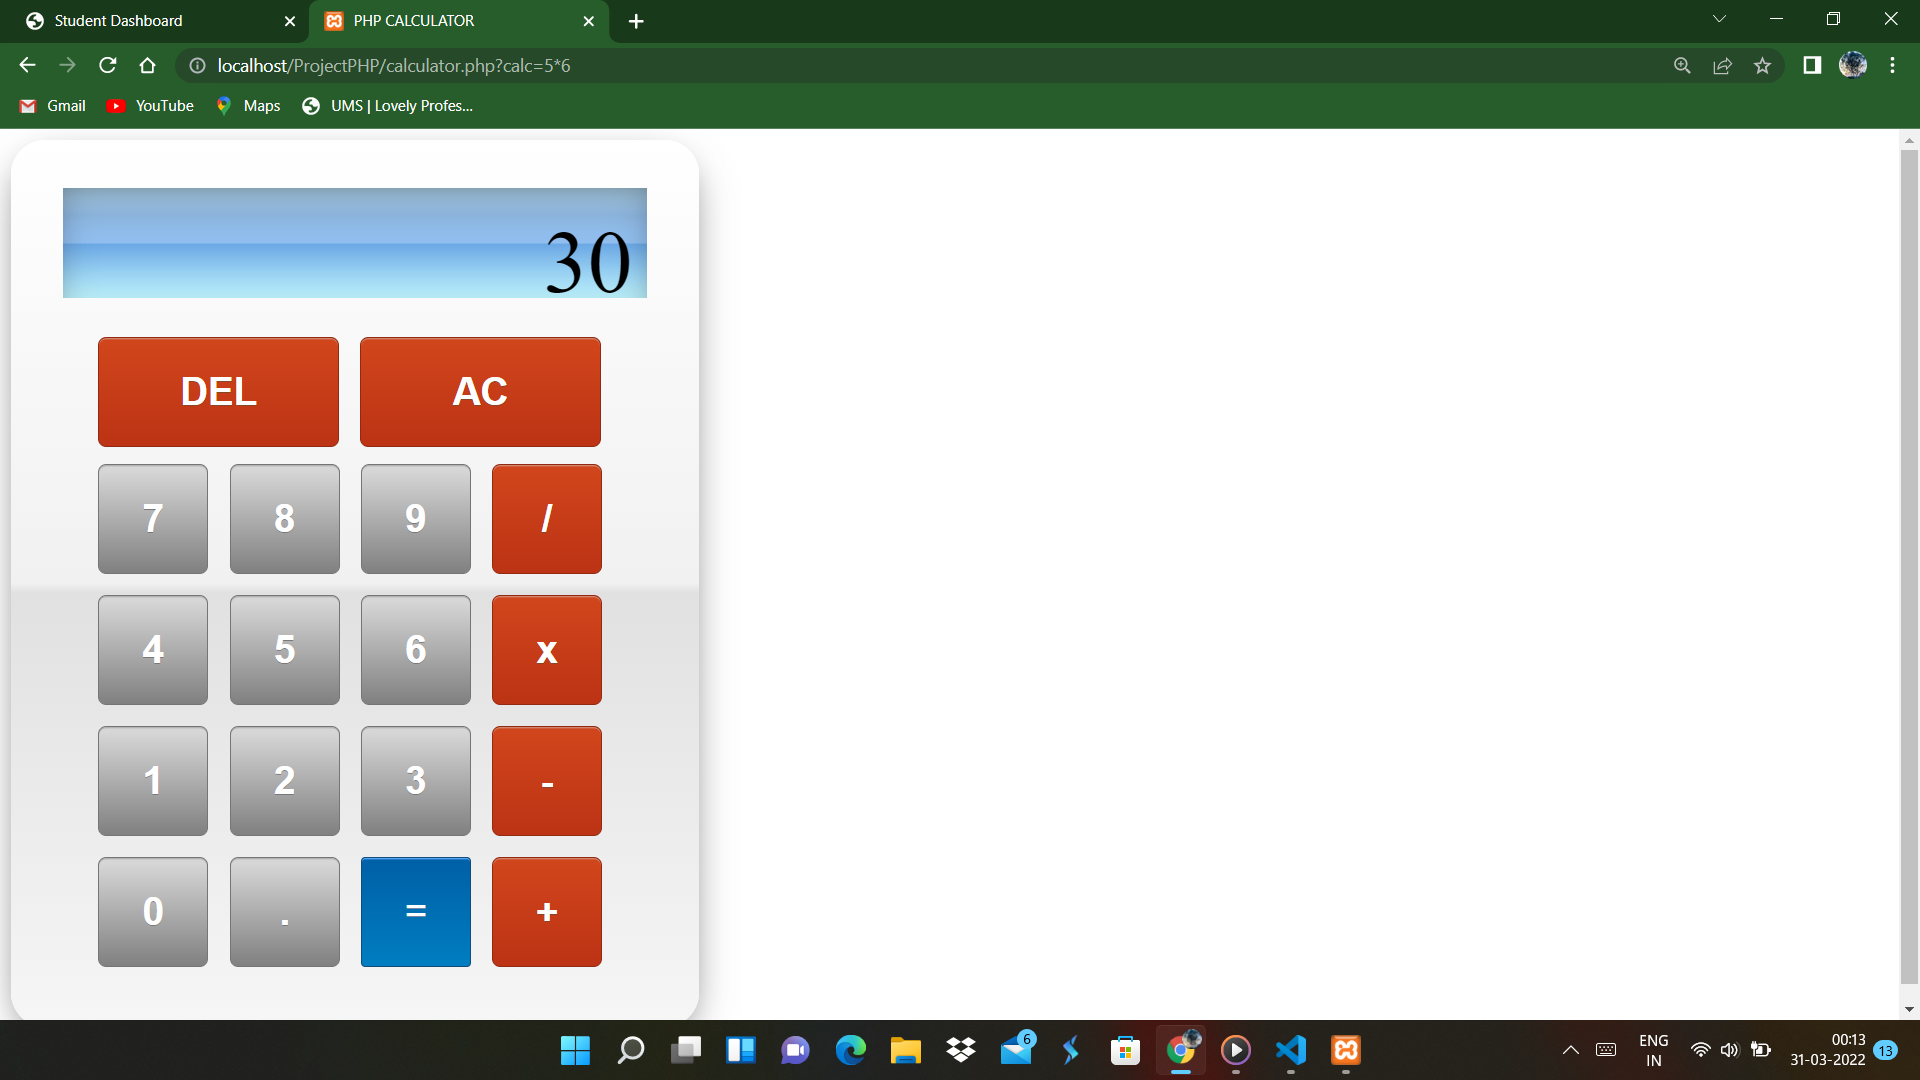 Student Dashboard
PHP CALCULATOR
localhost/ProjectPHP/calculator.php?calc=5*6
Gmail
YouTube
Maps
UMS | Lovely Profes...
30
DEL AC
7 8 9 /
4 5 6 x
1 2 3 -
0 . = +
6
ENG
IN
00:13
31-03-2022
13